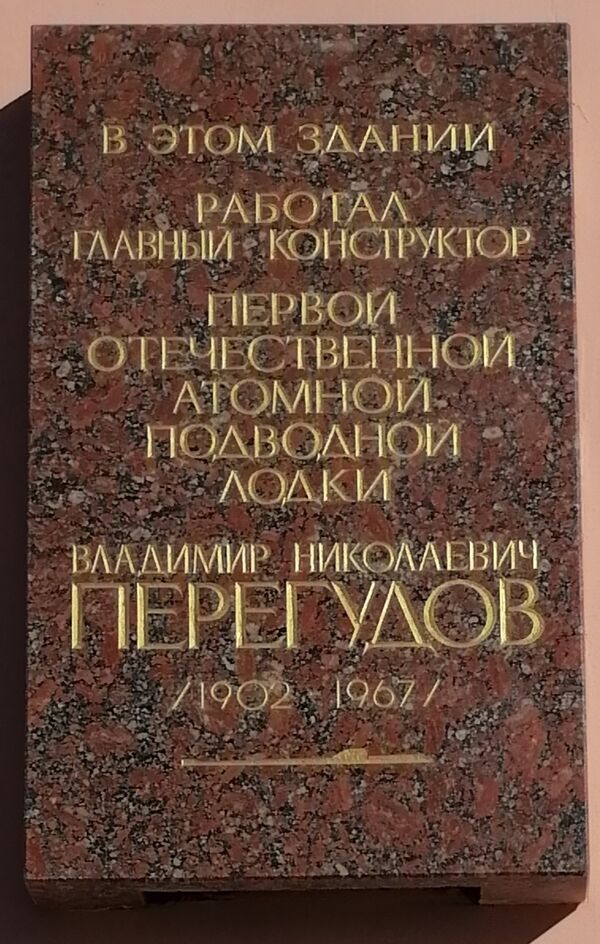 В ЭТОМ ЗДАНИИ
РАБОТАЛ
ГЛАВНЫЙ КОНСТРУКТОР
ПЕРВОЙ
ОТЕЧЕСТВЕННОЙ
АТОМНОЙ
ПОДВОДНОЙ
ЛОДКИ
ВЛАДИМИР НИКОЛАЕВИЧ
ПЕРЕГУДОВ
/1902 - 1967/